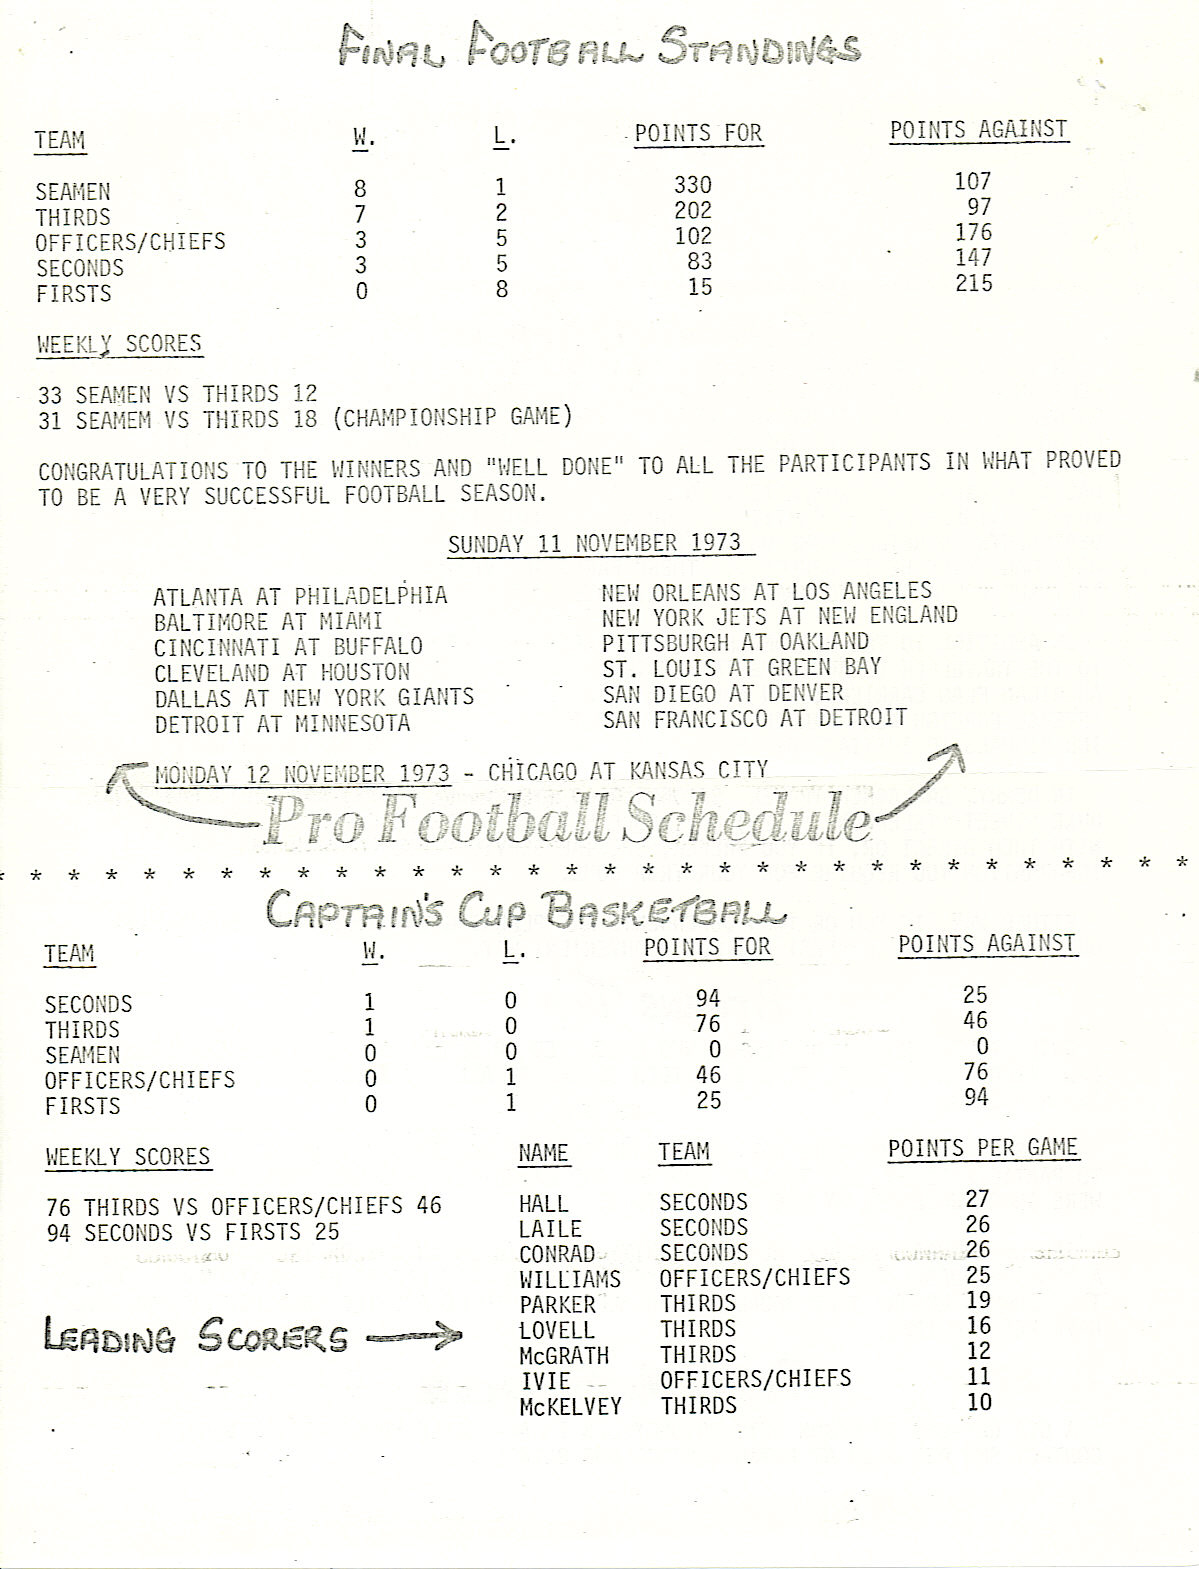 FINAL FOOTBALL STANDINGS
TEAM W. L. POINTS FOR POINTS AGAINST
SEAMEN 8 1 330 107
THIRDS 7 2 202 97
OFFICERS/CHIEFS 3 5 102 176
SECONDS 3 5 83 147
FIRSTS 0 8 15 215
WEEKLY SCORES
33 SEAMEN VS THIRDS 12
31 SEAMEM VS THIRDS 18 (CHAMPIONSHIP GAME)
CONGRATULATIONS TO THE WINNERS AND "WELL DONE" TO ALL THE PARTICIPANTS IN WHAT PROVED
TO BE A VERY SUCCESSFUL FOOTBALL SEASON.
SUNDAY 11 NOVEMBER 1973
ATLANTA AT PHILADELPHIA NEW ORLEANS AT LOS ANGELES
BALTIMORE AT MIAMI NEW YORK JETS AT NEW ENGLAND
CINCINNATI AT BUFFALO PITTSBURGH AT OAKLAND
CLEVELAND AT HOUSTON ST. LOUIS AT GREEN BAY
DALLAS AT NEW YORK GIANTS SAN DIEGO AT DENVER
DETROIT AT MINNESOTA SAN FRANCISCO AT DETROIT
MONDAY 12 NOVEMBER 1973 - CHICAGO AT KANSAS CITY
Pro Football Schedule
* * * * * * * * * * * * * * * * * * * * * * * * * * * * * * * *
CAPTAIN'S CUP BASKETBALL
TEAM W. L. POINTS FOR POINTS AGAINST
SECONDS 1 0 94 25
THIRDS 1 0 76 46
SEAMEN 0 0 0 0
OFFICERS/CHIEFS 0 1 46 76
FIRSTS 0 1 25 94
WEEKLY SCORES
76 THIRDS VS OFFICERS/CHIEFS 46
94 SECONDS VS FIRSTS 25
LEADING SCORERS
NAME TEAM POINTS PER GAME
HALL SECONDS 27
LAILE SECONDS 26
CONRAD SECONDS 26
WILLIAMS OFFICERS/CHIEFS 25
PARKER THIRDS 19
LOVELL THIRDS 16
McGRATH THIRDS 12
IVIE OFFICERS/CHIEFS 11
McKELVEY THIRDS 10